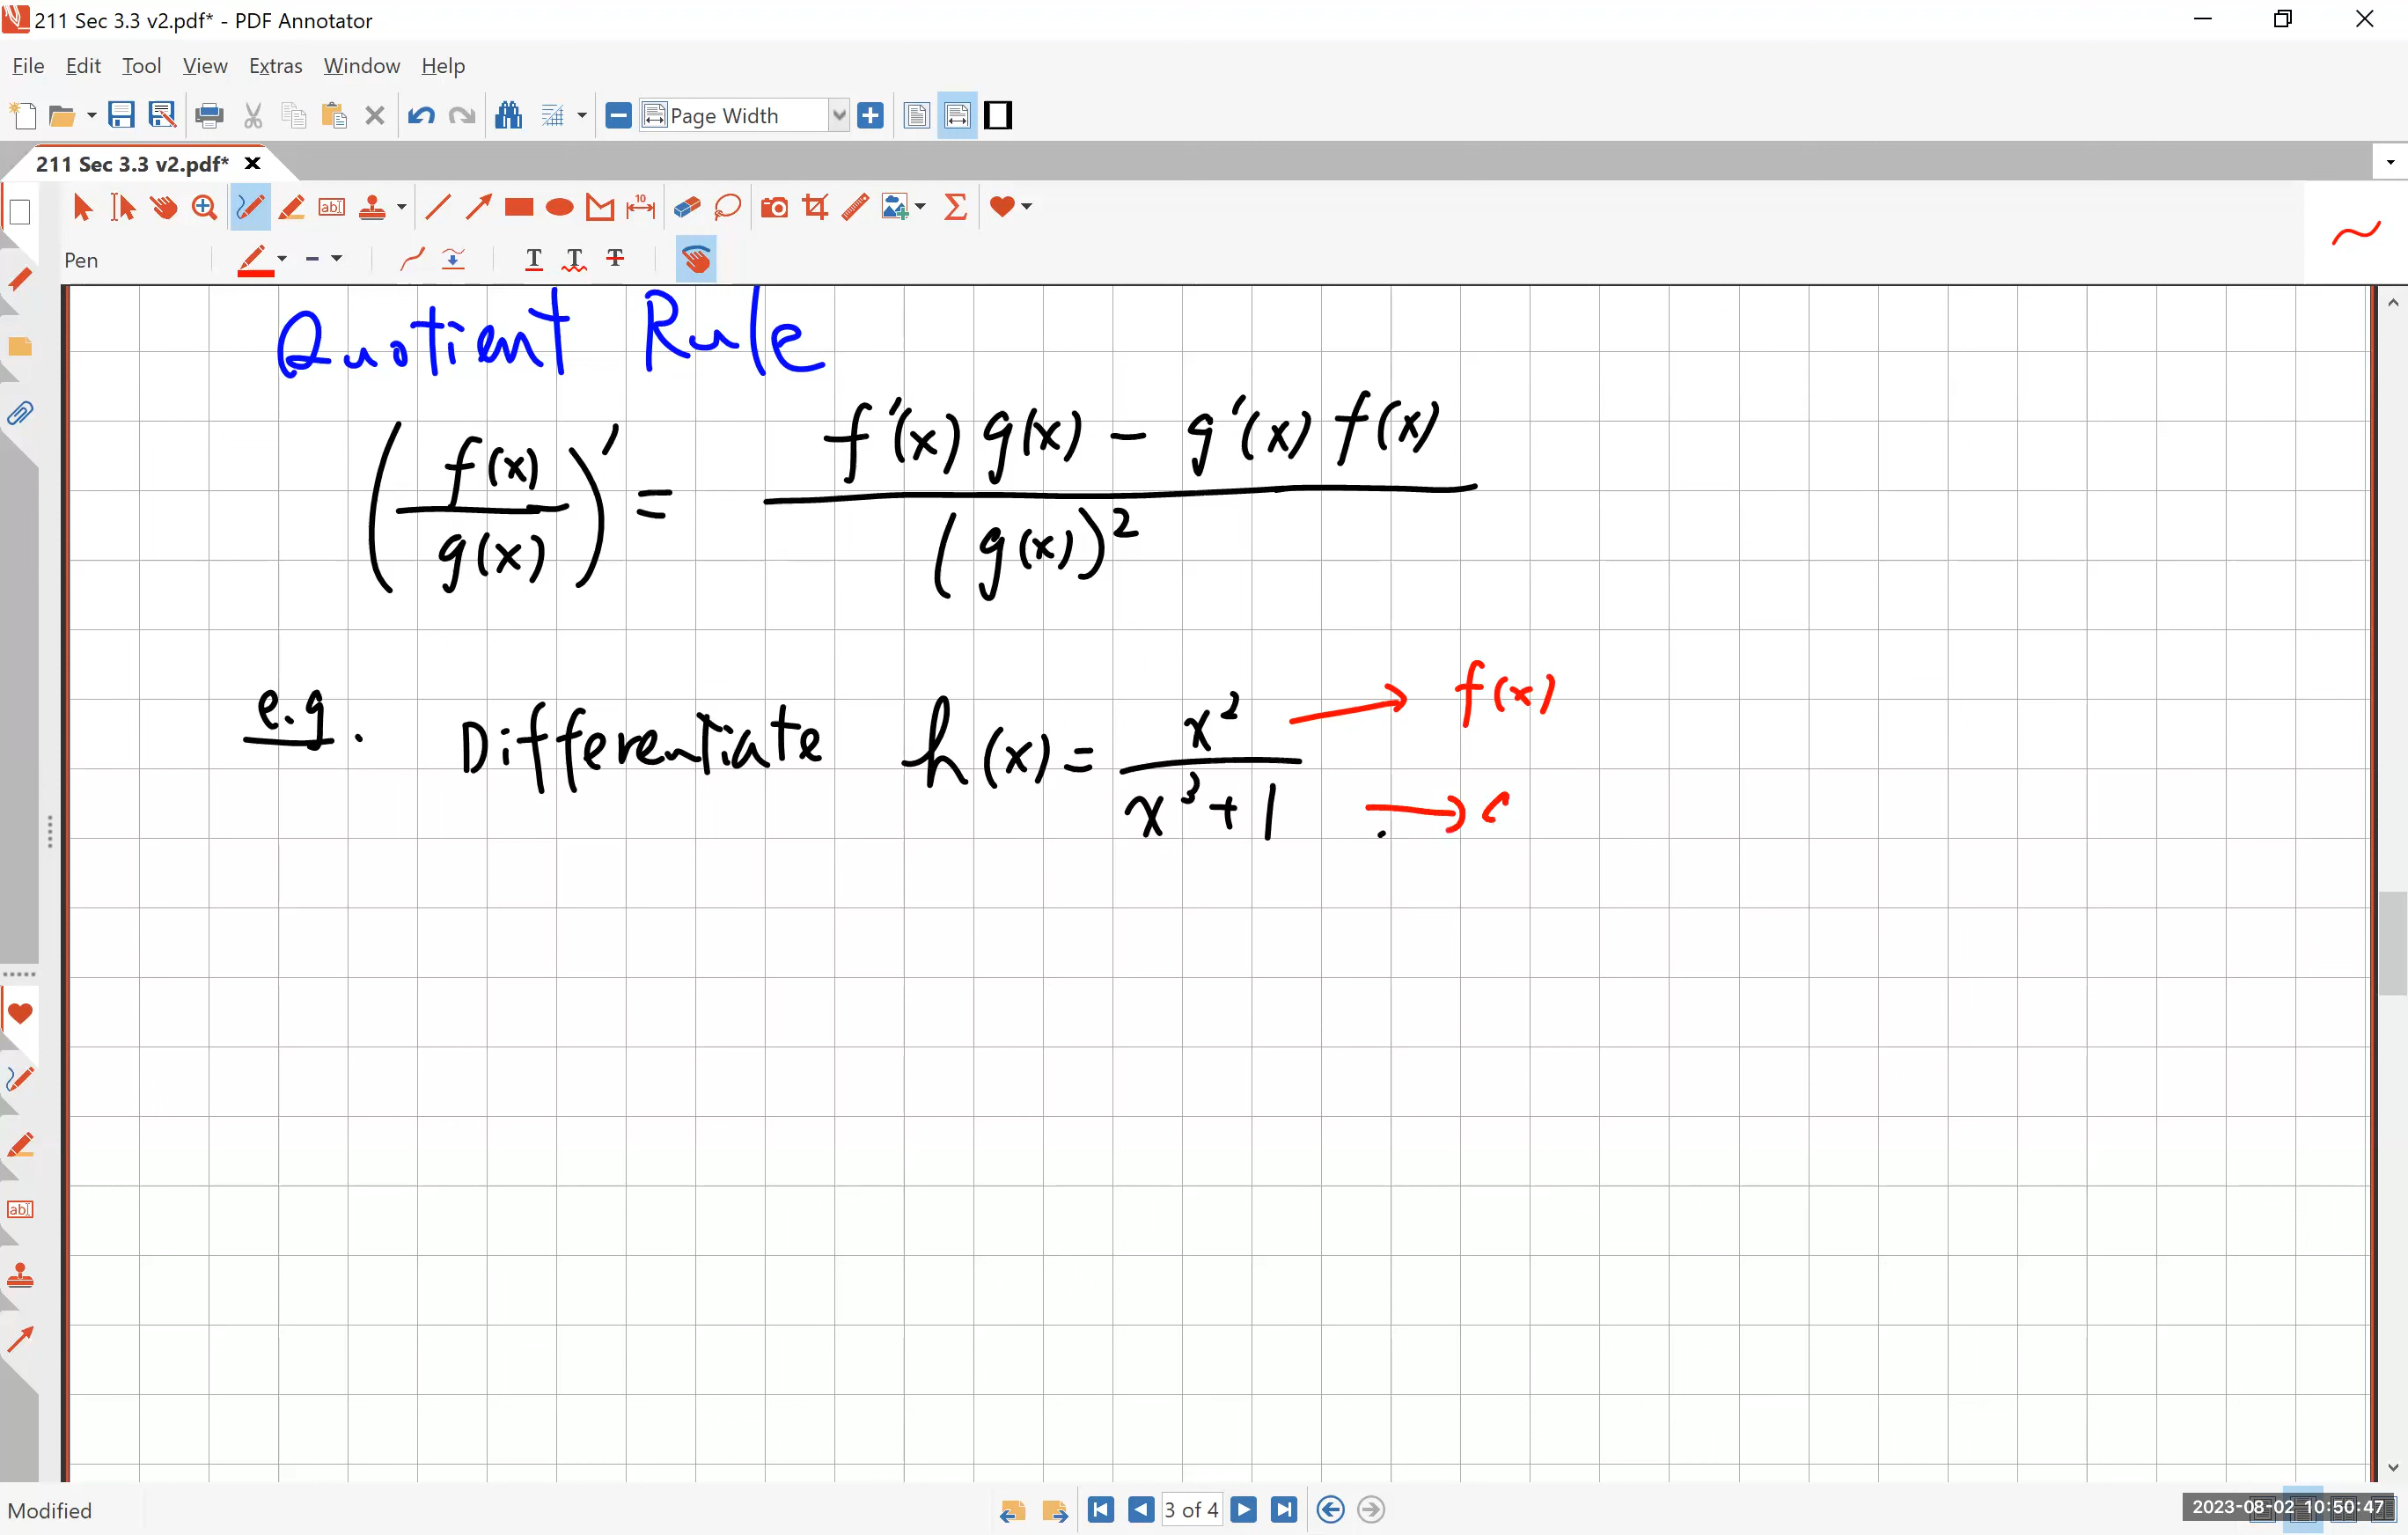 211 Sec 3.3 v2.pdf* - PDF Annotator
File Edit Tool View Extras Window Help
Page Width
211 Sec 3.3 v2.pdf*
Pen
Quotient Rule
(f(x)/g(x))' = (f'(x) g(x) - g'(x) f(x))/(g(x))²
e.g. Differentiate h(x) = x²/(x³+1)
→ f(x)
→
Modified
3 of 4
2023-08-02 10:50:47